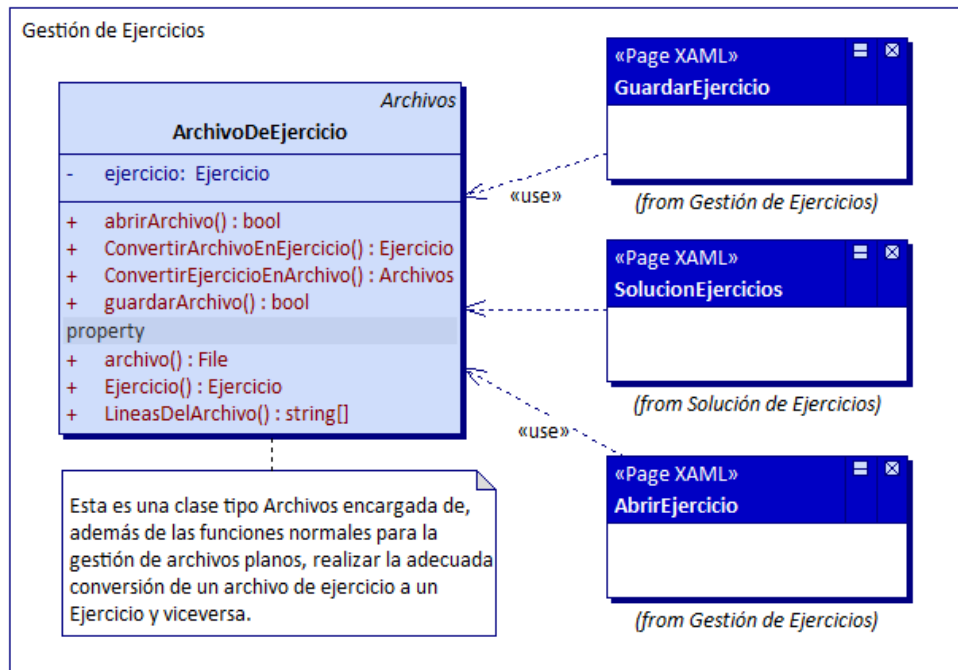 Gestión de Ejercicios
Archivos
ArchivoDeEjercicio
- ejercicio: Ejercicio
+ abrirArchivo() : bool
+ ConvertirArchivoEnEjercicio() : Ejercicio
+ ConvertirEjercicioEnArchivo() : Archivos
+ guardarArchivo() : bool
property
+ archivo() : File
+ Ejercicio() : Ejercicio
+ LineasDelArchivo() : string[]
Esta es una clase tipo Archivos encargada de,
además de las funciones normales para la
gestión de archivos planos, realizar la adecuada
conversión de un archivo de ejercicio a un
Ejercicio y viceversa.
«use»
«use»
«Page XAML»
GuardarEjercicio
(from Gestión de Ejercicios)
«Page XAML»
SolucionEjercicios
(from Solución de Ejercicios)
«Page XAML»
AbrirEjercicio
(from Gestión de Ejercicios)